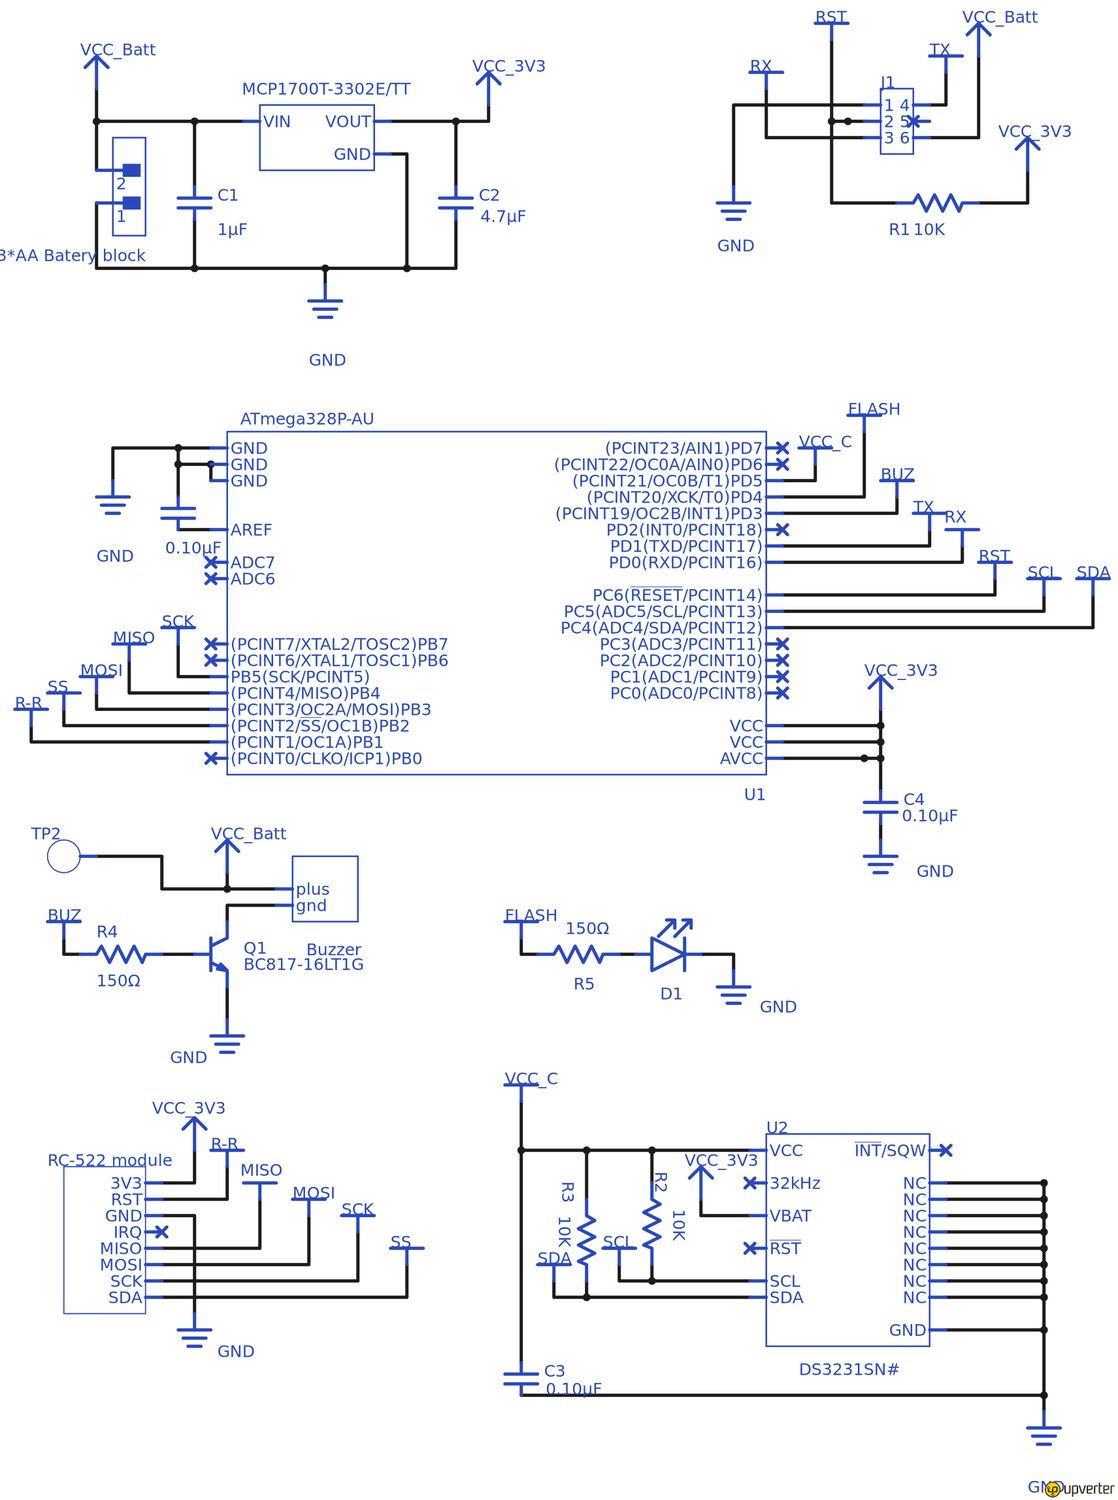 VCC_Batt
MCP1700T-3302E/TT
VCC_3V3
VIN
VOUT
GND
2
1
C1
1µF
C2
4.7µF
3*AA Batery block
GND
RST
VCC_Batt
TX
RX
J1
1 4
2 5
3 6
VCC_3V3
R1 10K
GND
ATmega328P-AU
GND
GND
GND
AREF
0.10µF
GND
ADC7
ADC6
SCK
MISO
MOSI
SS
R-R
(PCINT7/XTAL2/TOSC2)PB7
(PCINT6/XTAL1/TOSC1)PB6
PB5(SCK/PCINT5)
(PCINT4/MISO)PB4
(PCINT3/OC2A/MOSI)PB3
(PCINT2/SS/OC1B)PB2
(PCINT1/OC1A)PB1
(PCINT0/CLKO/ICP1)PB0
(PCINT23/AIN1)PD7
(PCINT22/OC0A/AIN0)PD6
(PCINT21/OC0B/T1)PD5
(PCINT20/XCK/T0)PD4
(PCINT19/OC2B/INT1)PD3
PD2(INT0/PCINT18)
PD1(TXD/PCINT17)
PD0(RXD/PCINT16)
PC6(RESET/PCINT14)
PC5(ADC5/SCL/PCINT13)
PC4(ADC4/SDA/PCINT12)
PC3(ADC3/PCINT11)
PC2(ADC2/PCINT10)
PC1(ADC1/PCINT9)
PC0(ADC0/PCINT8)
VCC
VCC
AVCC
FLASH
VCC_C
BUZ
TX
RX
RST
SCL
SDA
VCC_3V3
U1
C4
0.10µF
GND
TP2
VCC_Batt
plus
gnd
BUZ
R4
150Ω
Q1
Buzzer
BC817-16LT1G
GND
FLASH
150Ω
R5
D1
GND
VCC_3V3
R-R
RC-522 module
MISO
MOSI
SCK
SS
3V3
RST
GND
IRQ
MISO
MOSI
SCK
SDA
GND
VCC_C
U2
VCC
INT/SQW
VCC_3V3
32kHz
VBAT
RST
SCL
SDA
NC
NC
NC
NC
NC
NC
NC
NC
GND
R3
10K
R2
10K
SDA
SCL
DS3231SN#
C3
0.10µF
GND
upverter